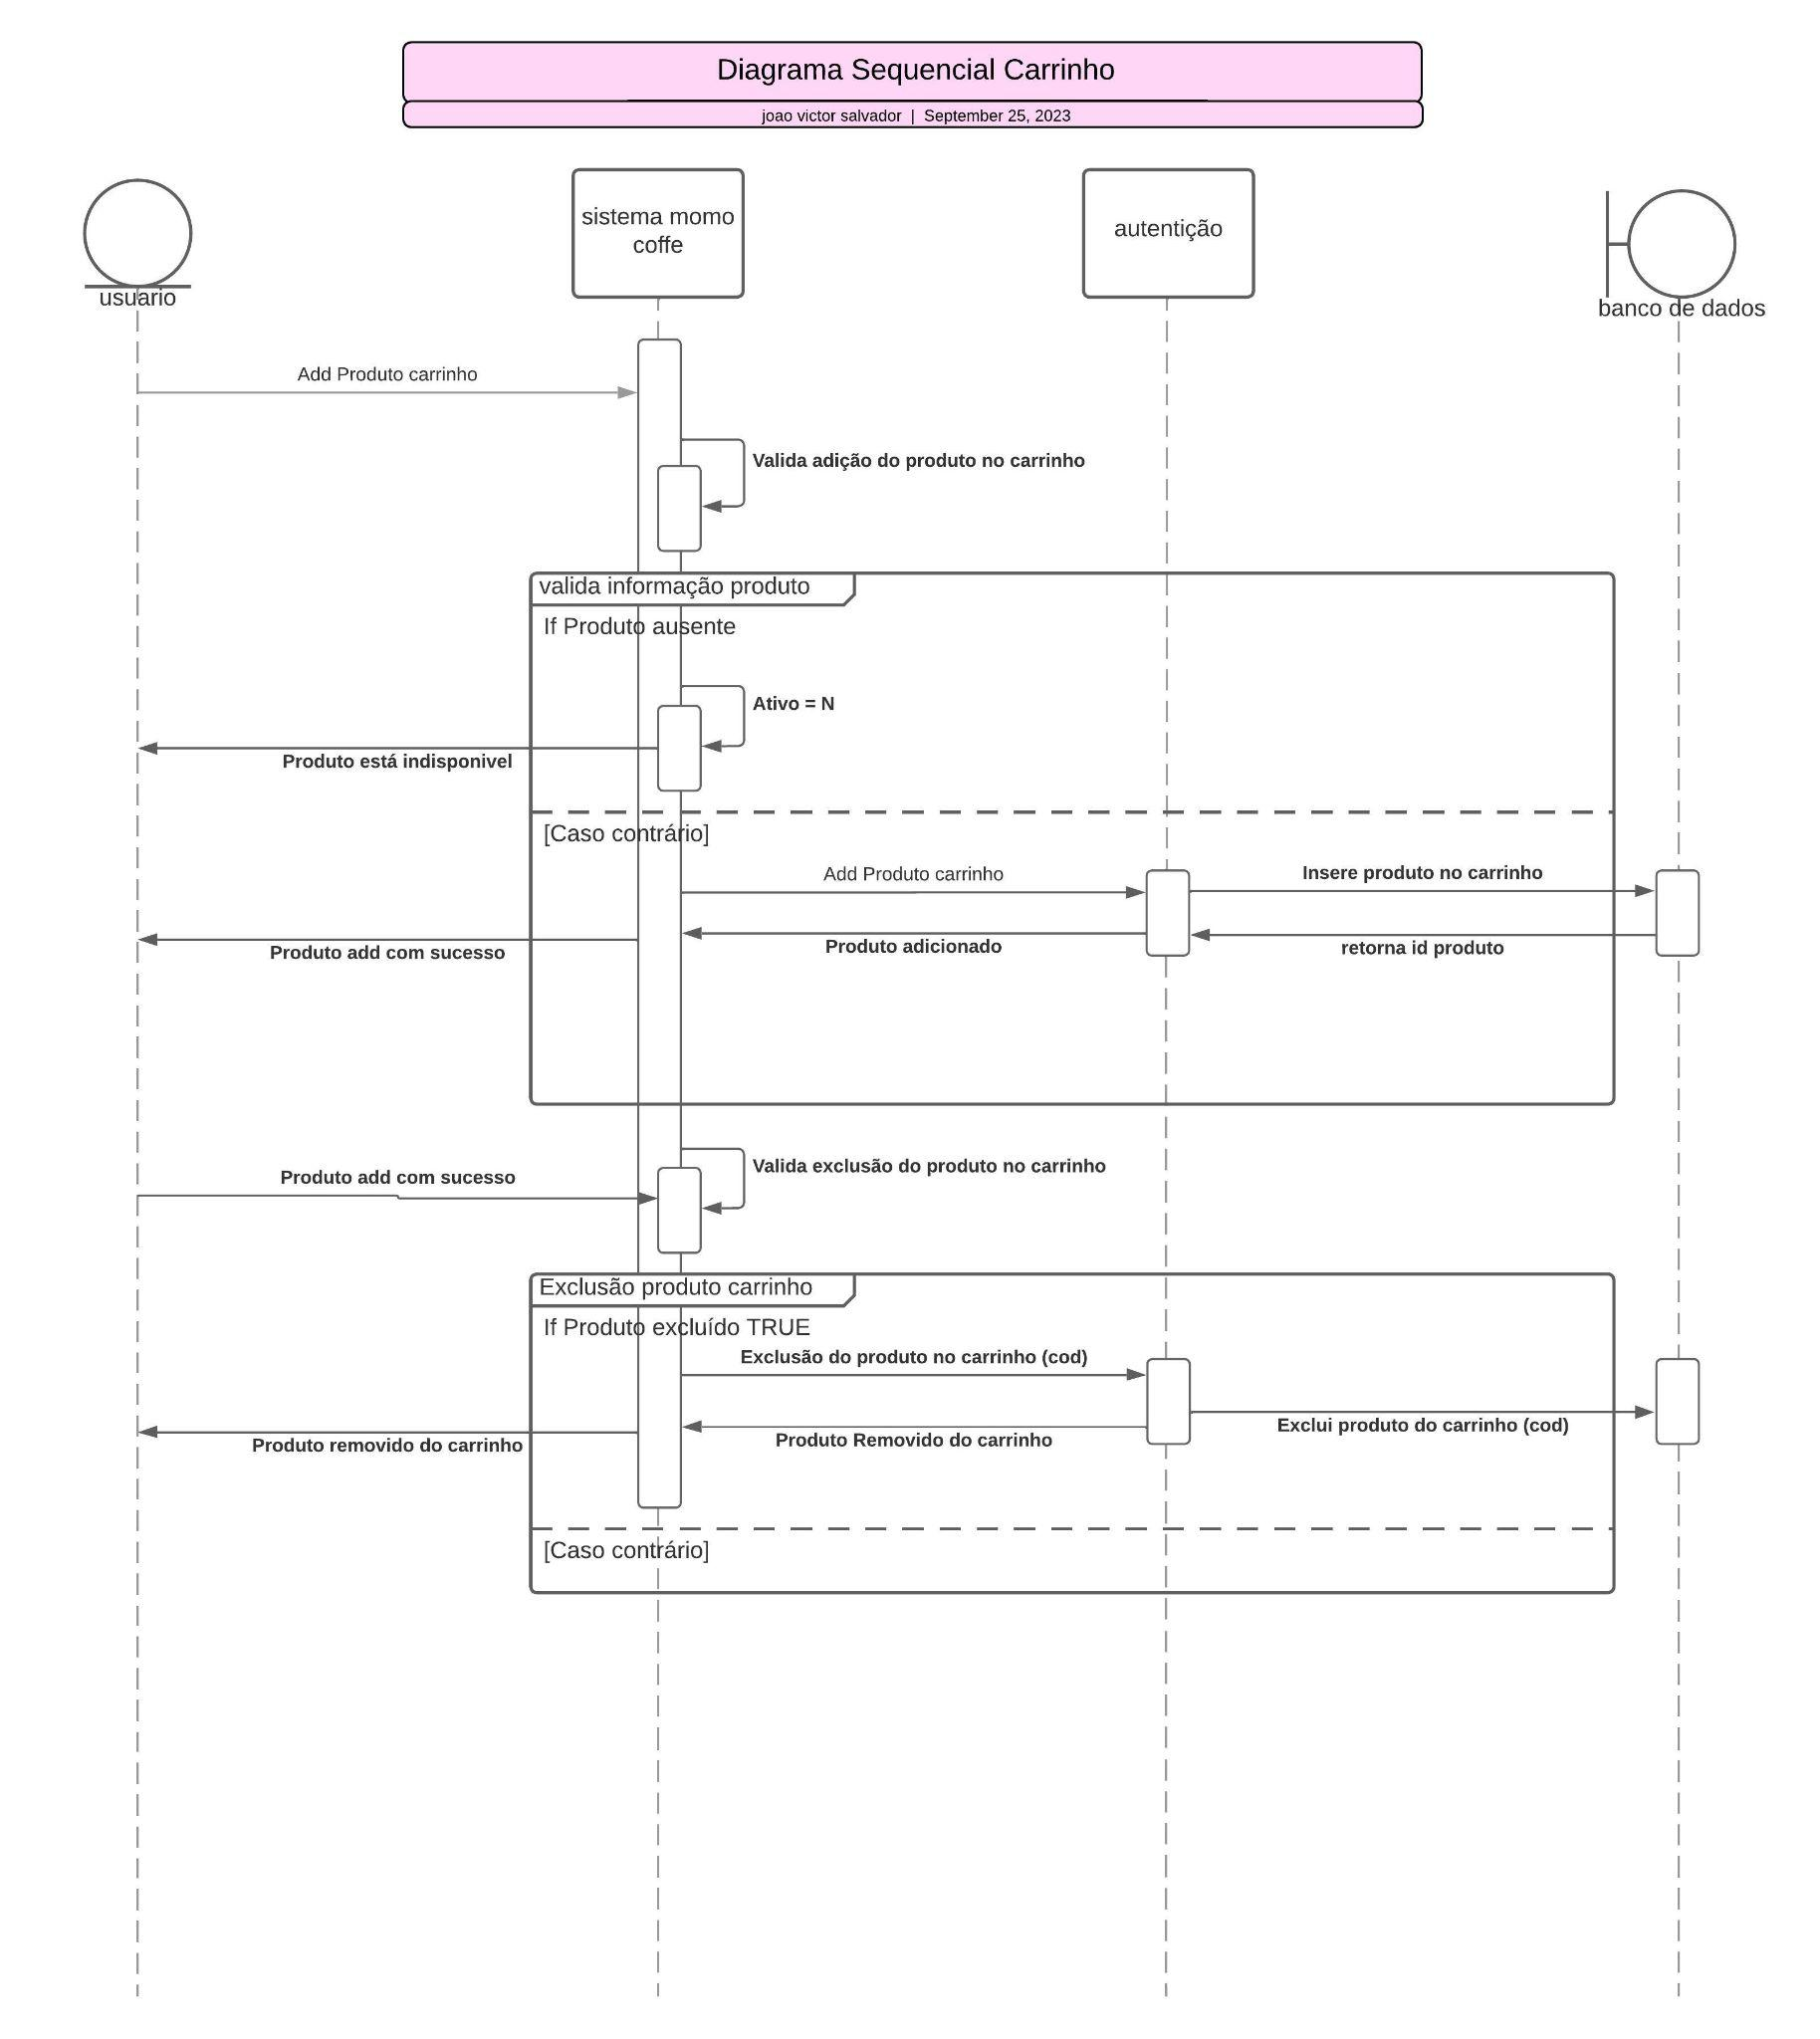 Diagrama Sequencial Carrinho
joao victor salvador | September 25, 2023
usuario
sistema momo
coffe
autentição
banco de dados
Add Produto carrinho
Valida adição do produto no carrinho
valida informação produto
If Produto ausente
Ativo = N
Produto está indisponivel
[Caso contrário]
Add Produto carrinho
Insere produto no carrinho
Produto add com sucesso
Produto adicionado
retorna id produto
Produto add com sucesso
Valida exclusão do produto no carrinho
Exclusão produto carrinho
If Produto excluído TRUE
Exclusão do produto no carrinho (cod)
Exclui produto do carrinho (cod)
Produto removido do carrinho
Produto Removido do carrinho
[Caso contrário]